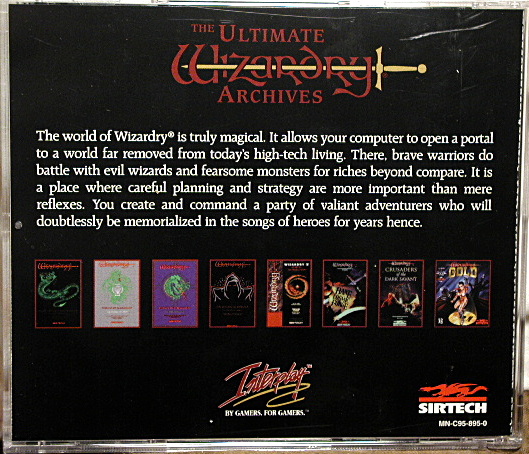 THE ULTIMATE
Wizardry
ARCHIVES
The world of Wizardry® is truly magical. It allows your computer to open a portal
to a world far removed from today's high-tech living. There, brave warriors do
battle with evil wizards and fearsome monsters for riches beyond compare. It is
a place where careful planning and strategy are more important than mere
reflexes. You create and command a party of valiant adventurers who will
doubtlessly be memorialized in the songs of heroes for years hence.
WIZARDRY V
Wizardry
CRUSADERS
of the
DARK SAVANT
GOLD
Interplay™
BY GAMERS. FOR GAMERS.™
SIRTECH
MN-C95-895-0